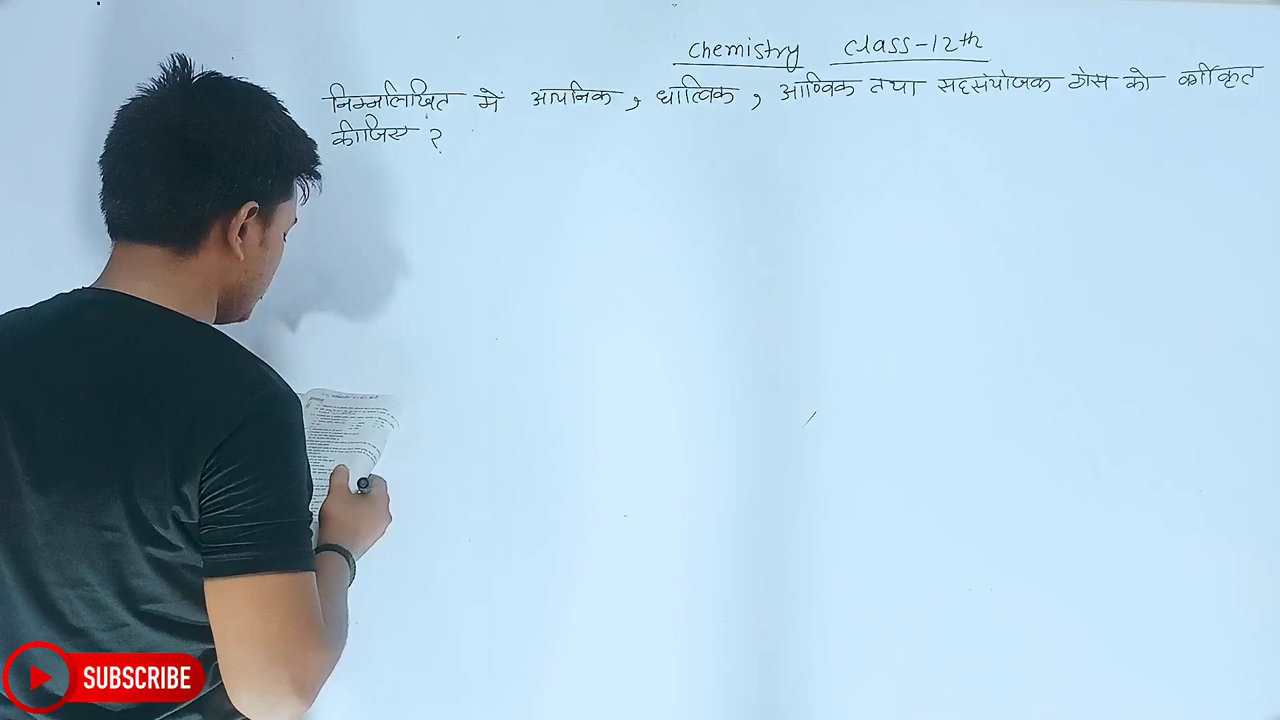 Chemistry Class-12th
निम्नलिखित में आयनिक, धात्विक, आण्विक तथा सहसंयोजक ठोस को वर्गीकृत
कीजिए ?
SUBSCRIBE